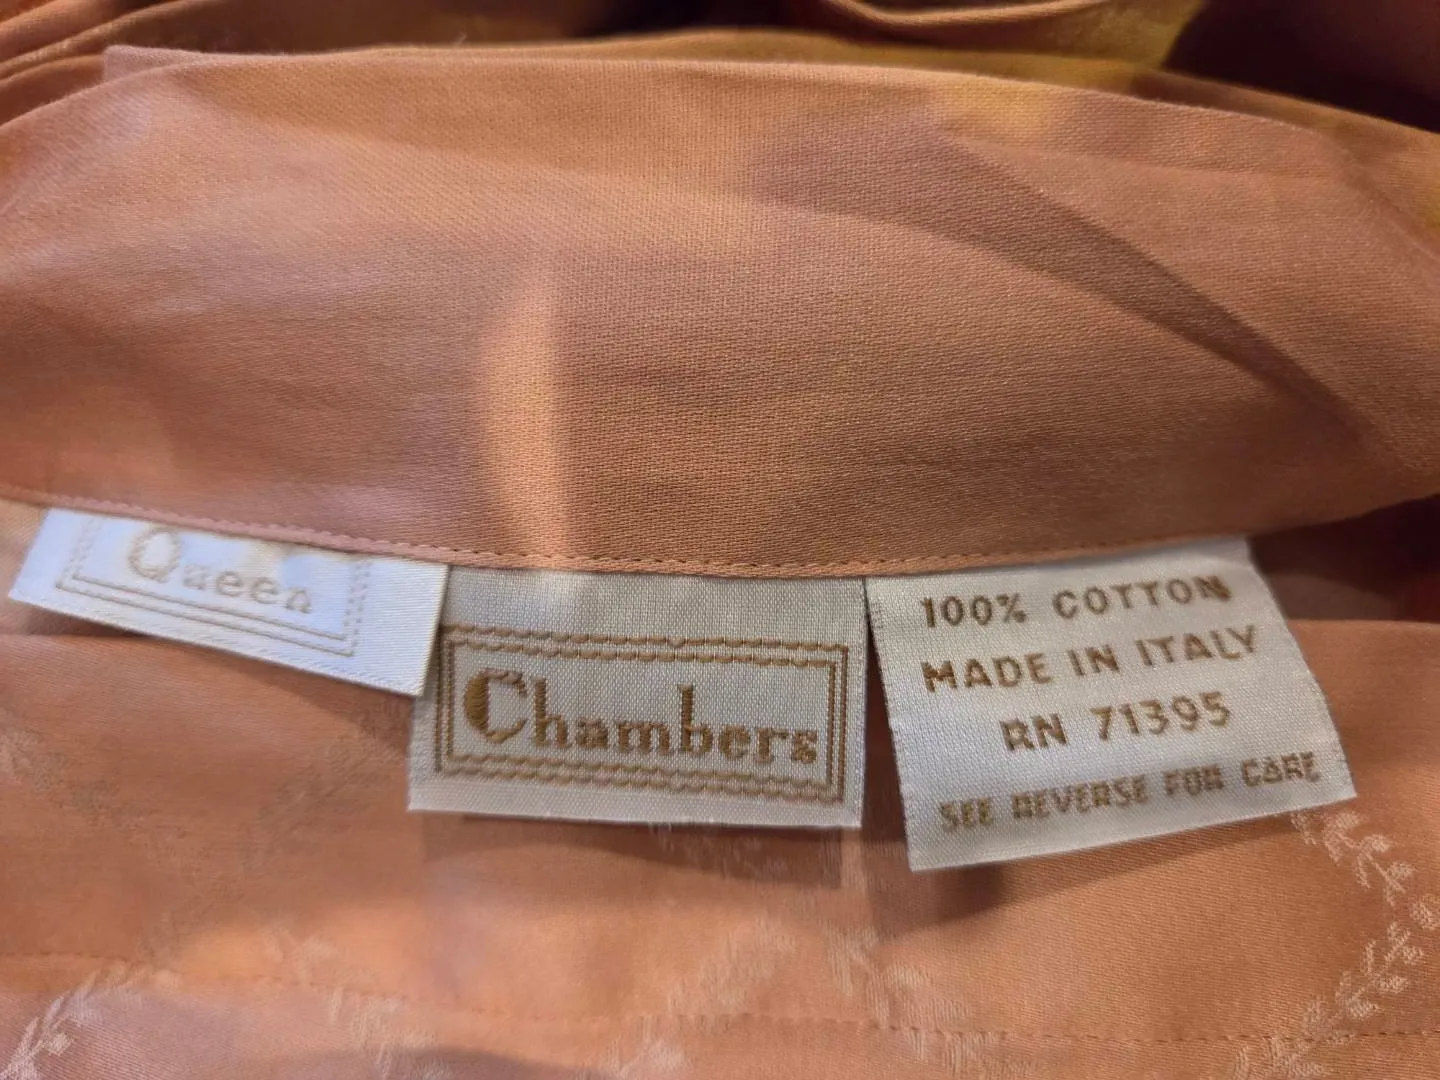 Queen
Chambers
100% COTTON
MADE IN ITALY
RN 71395
SEE REVERSE FOR CARE